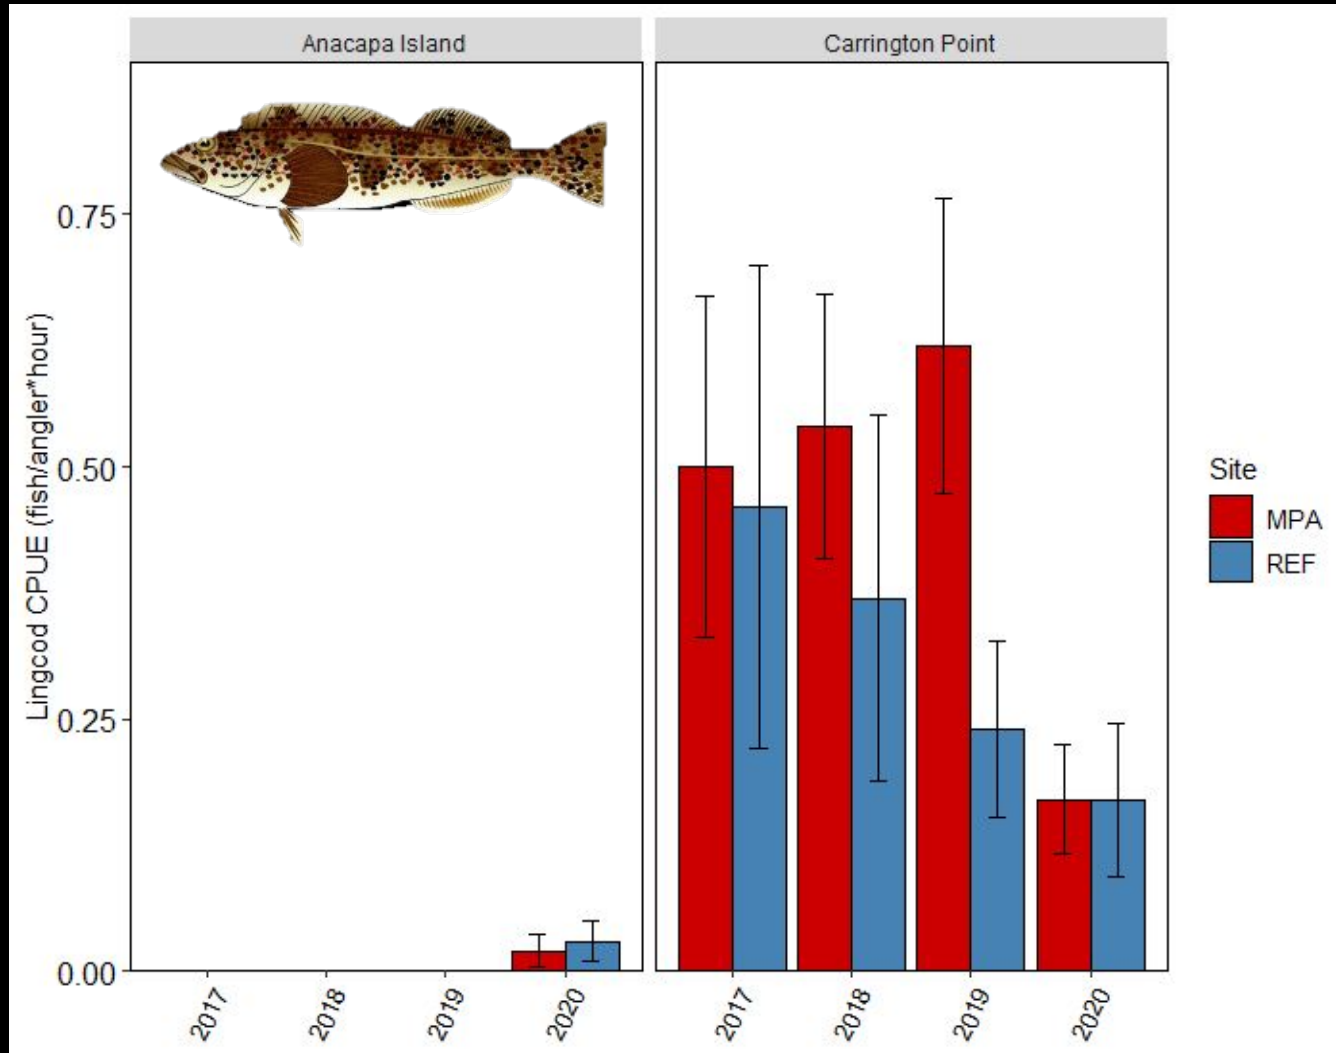 Anacapa Island
Carrington Point
Lingcod CPUE (fish/angler*hour)
0.75
0.50
0.25
0.00
2017
2018
2019
2020
2017
2018
2019
2020
Site
MPA
REF